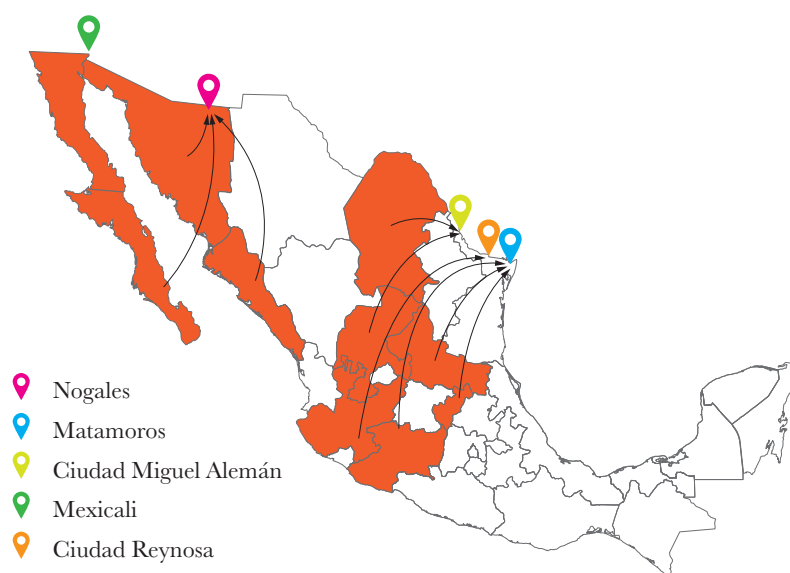 Nogales
Matamoros
Ciudad Miguel Alemán
Mexicali
Ciudad Reynosa